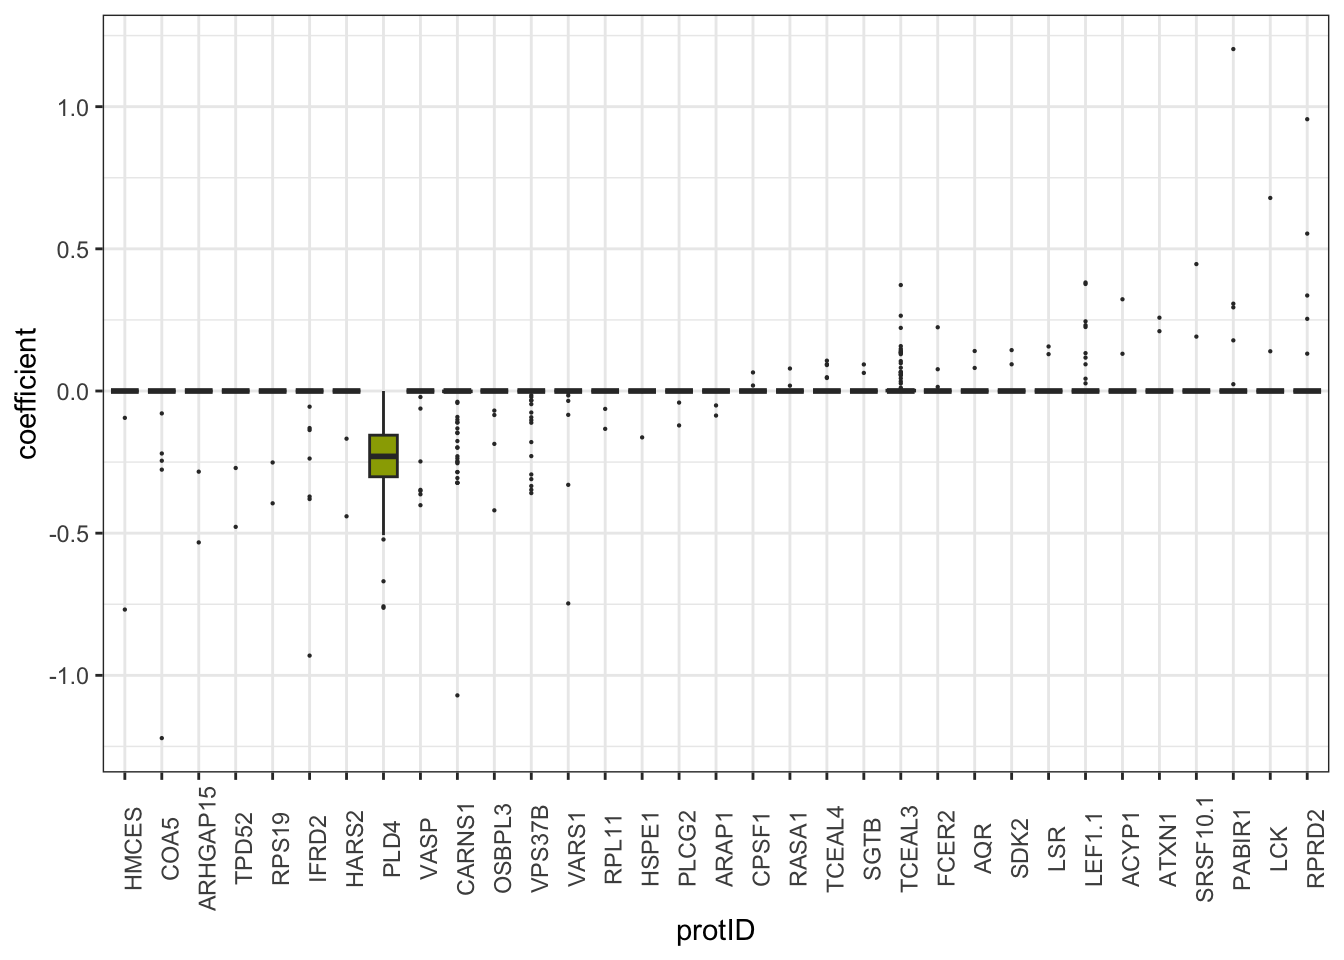 coefficient
1.0
0.5
0.0
-0.5
-1.0
HMCES
COA5
ARHGAP15
TPD52
RPS19
IFRD2
HARS2
PLD4
VASP
CARNS1
OSBPL3
VPS37B
VARS1
RPL11
HSPE1
PLCG2
ARAP1
CPSF1
RASA1
TCEAL4
SGTB
TCEAL3
FCER2
AQR
SDK2
LSR
LEF1.1
ACYP1
ATXN1
SRSF10.1
PABIR1
LCK
RPRD2
protID